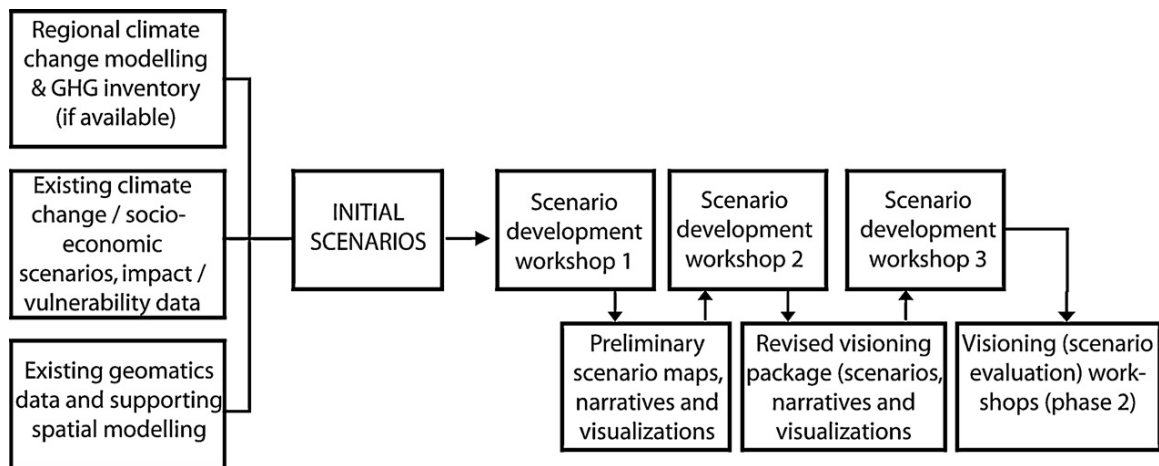 Regional climate
change modelling
& GHG inventory
(if available)
Existing climate
change / socio-
economic
scenarios, impact /
vulnerability data
Existing geomatics
data and supporting
spatial modelling
INITIAL
SCENARIOS
Scenario
development
workshop 1
Preliminary
scenario maps,
narratives and
visualizations
Scenario
development
workshop 2
Revised visioning
package (scenarios,
narratives and
visualizations
Scenario
development
workshop 3
Visioning (scenario
evaluation) work-
shops (phase 2)